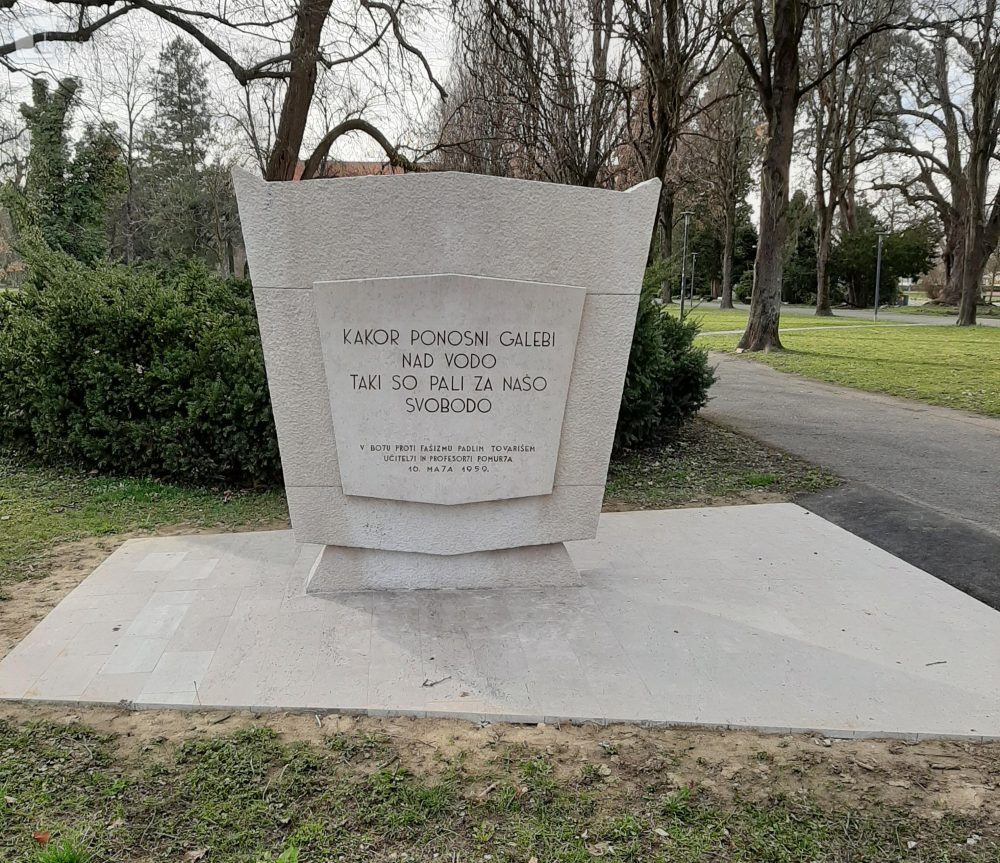 KAKOR PONOSNI GALEBI
NAD VODO
TAKI SO PALI ZA NAŠO
SVOBODO
V BOJU PROTI FAŠIZMU PADLIM TOVARIŠEM
UČITELJI IN PROFESORJI POMURJA
16. MAJA 1959.